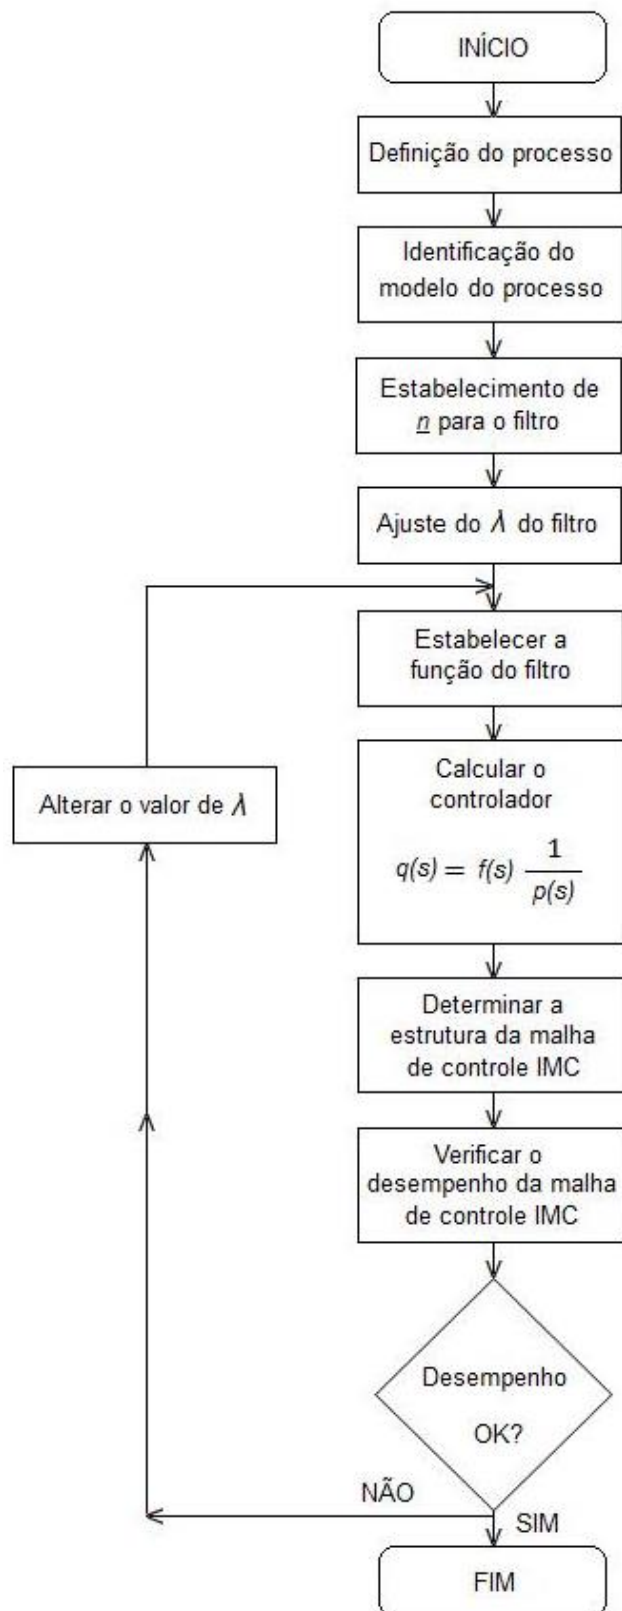 INÍCIO
Definição do processo
Identificação do
modelo do processo
Estabelecimento de
n para o filtro
Ajuste do λ do filtro
Estabelecer a
função do filtro
Alterar o valor de λ
Calcular o
controlador
q(s) = f(s) 1/p(s)
Determinar a
estrutura da malha
de controle IMC
Verificar o
desempenho da malha
de controle IMC
Desempenho
OK?
NÃO
SIM
FIM